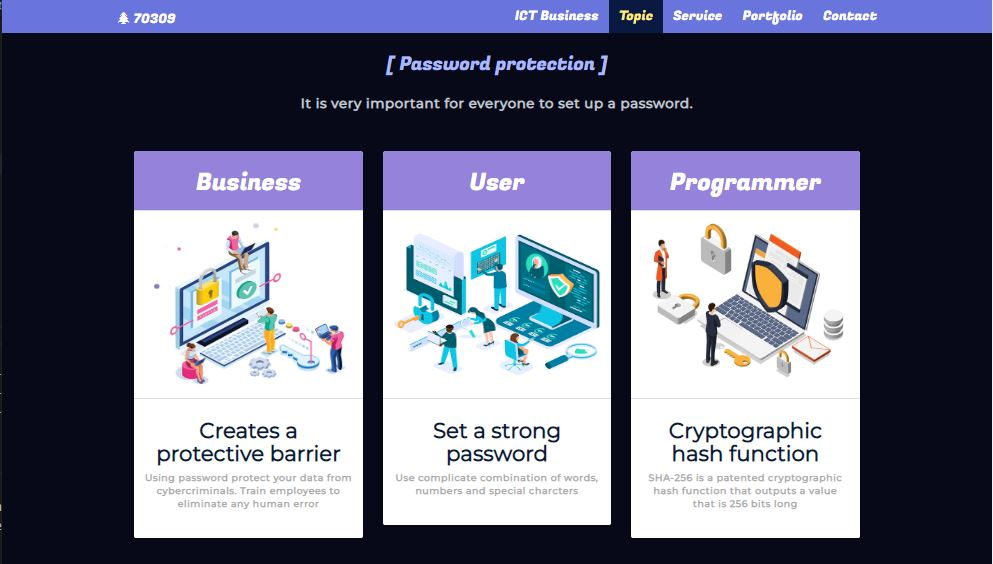 70309
ICT Business Topic Service Portfolio Contact
[ Password protection ]
It is very important for everyone to set up a password.
Business
Creates a
protective barrier
Using password protect your data from
cybercriminals. Train employees to
eliminate any human error
User
Set a strong
password
Use complicate combination of words,
numbers and special charcters
Programmer
Cryptographic
hash function
SHA-256 is a patented cryptographic
hash function that outputs a value
that is 256 bits long